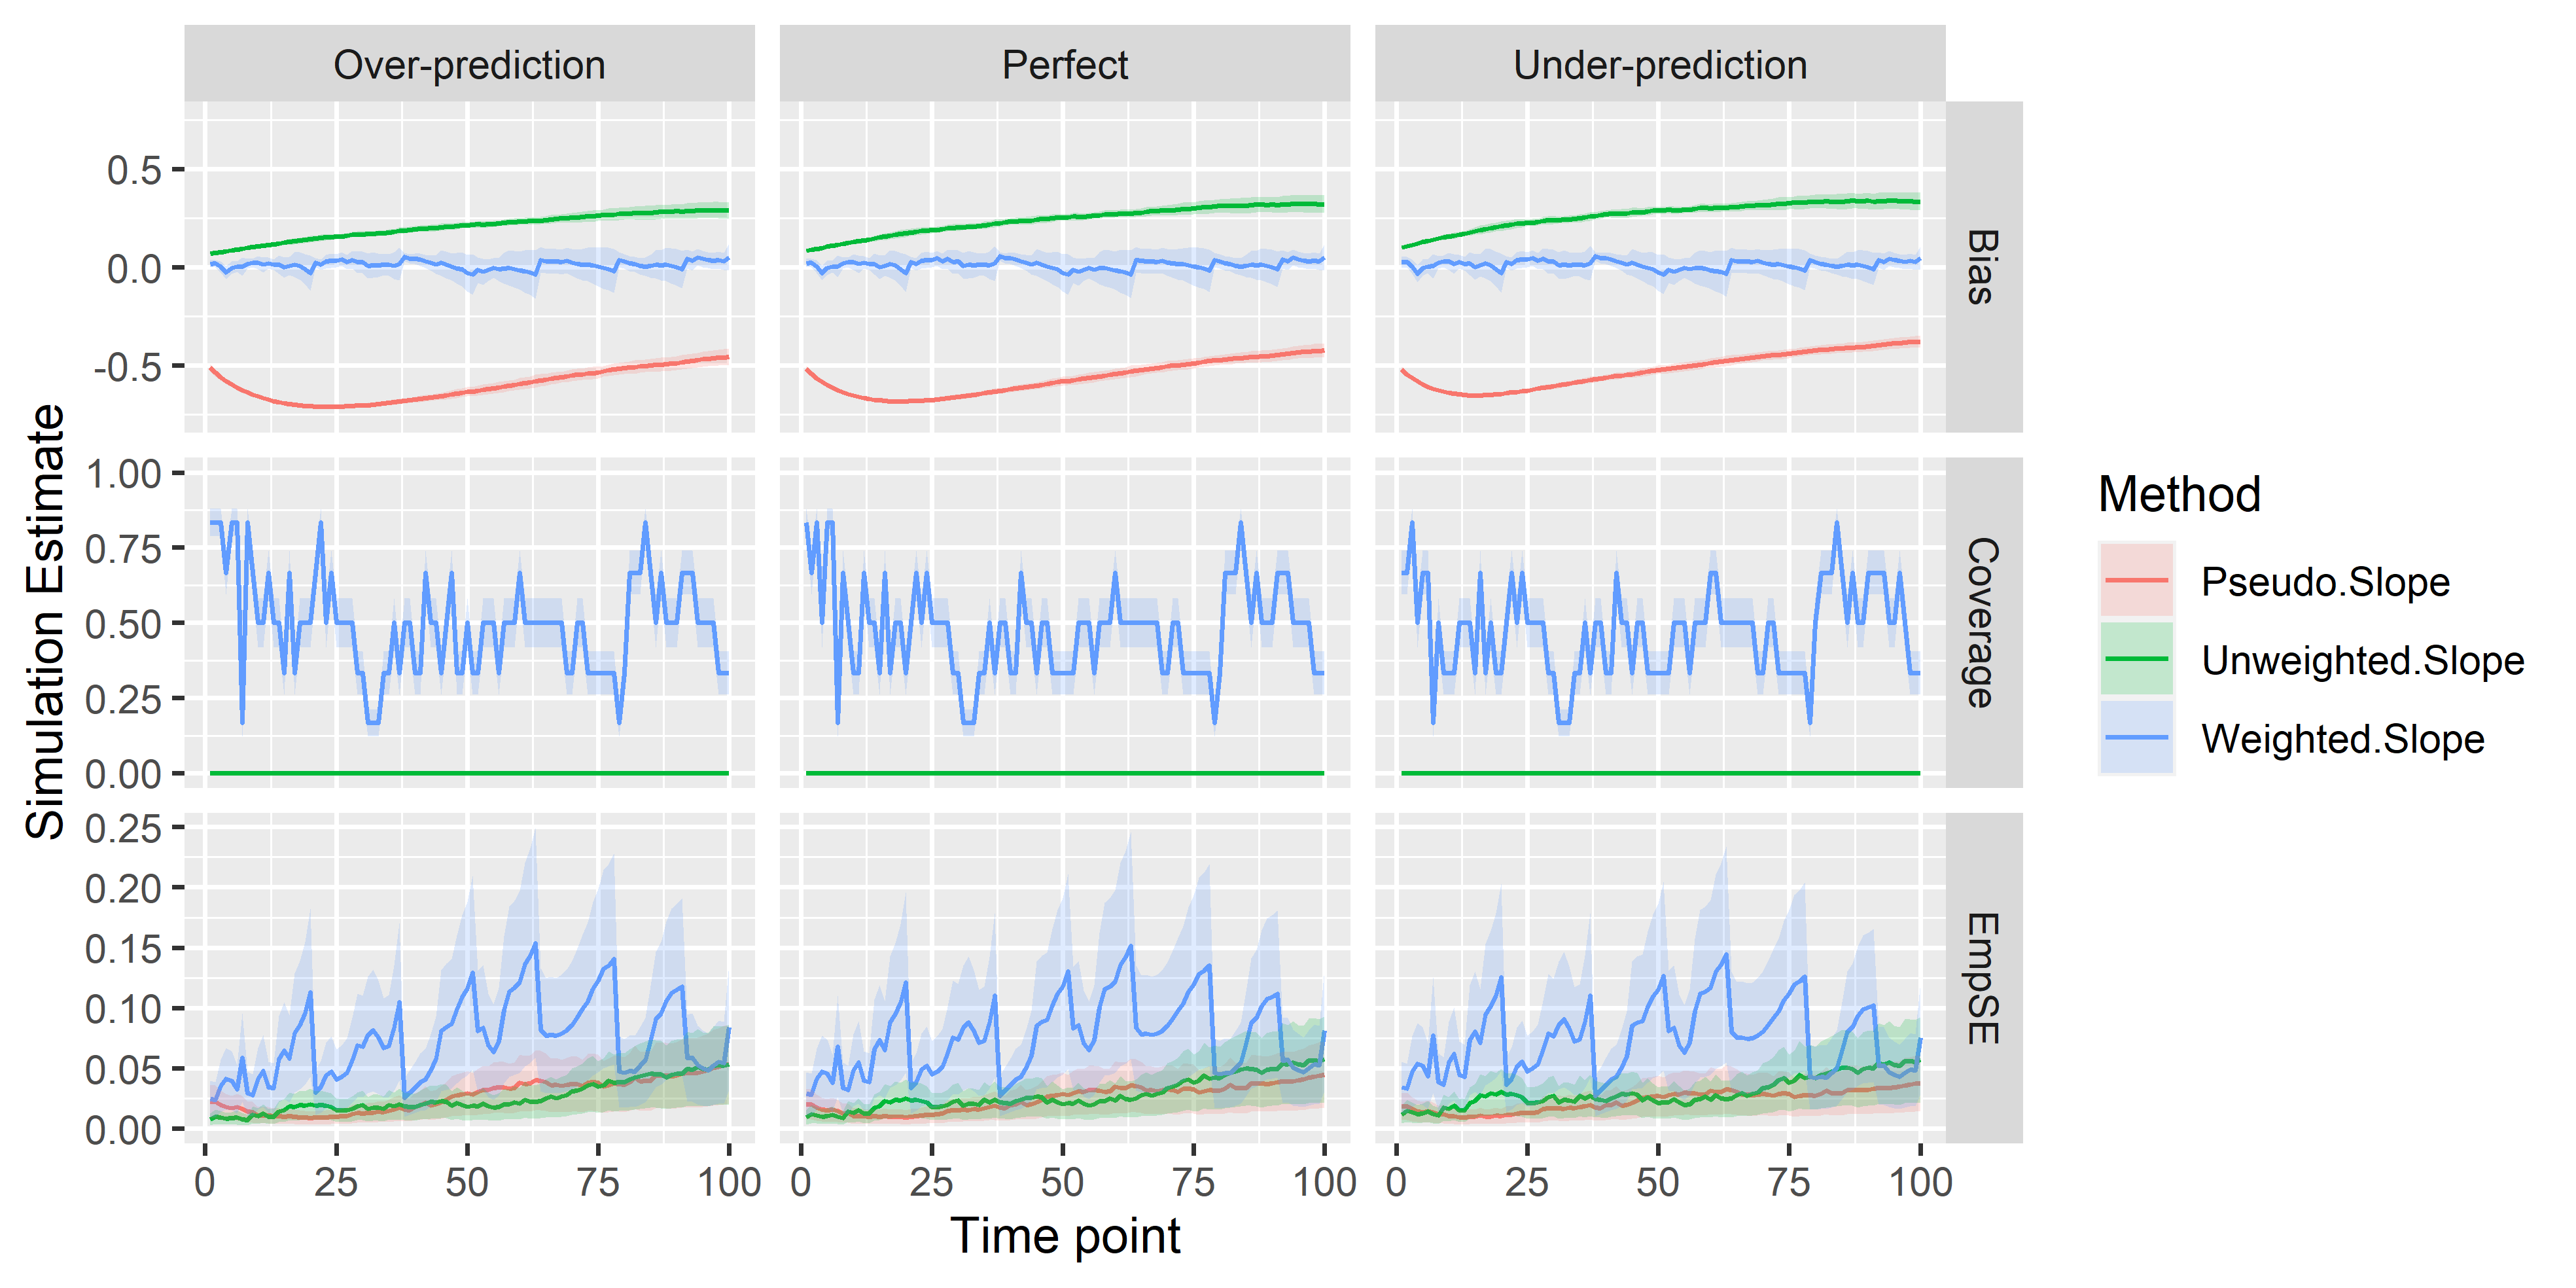 Over-prediction
Perfect
Under-prediction
0.5
0.0
-0.5
Bias
1.00
0.75
0.50
0.25
0.00
Coverage
0.25
0.20
0.15
0.10
0.05
0.00
EmpSE
0 25 50 75 100
0 25 50 75 100
0 25 50 75 100
Time point
Simulation Estimate
Method
Pseudo.Slope
Unweighted.Slope
Weighted.Slope